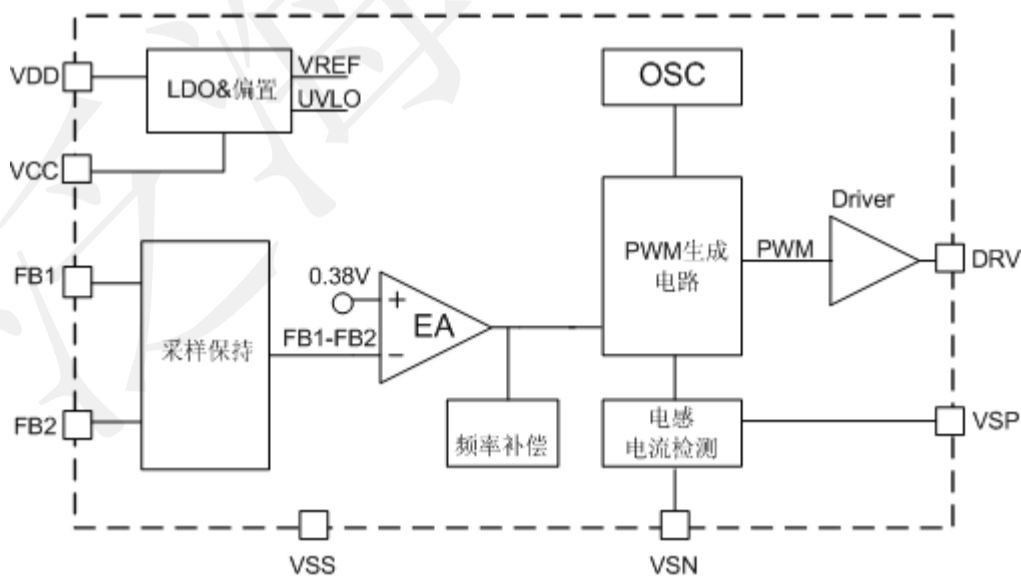 VDD
LDO&偏置
VREF
UVLO
OSC
VCC
Driver
FB1
0.38V
+
EA
PWM生成
电路
PWM
DRV
采样保持
FB1-FB2
−
FB2
频率补偿
电感
电流检测
VSP
VSS
VSN